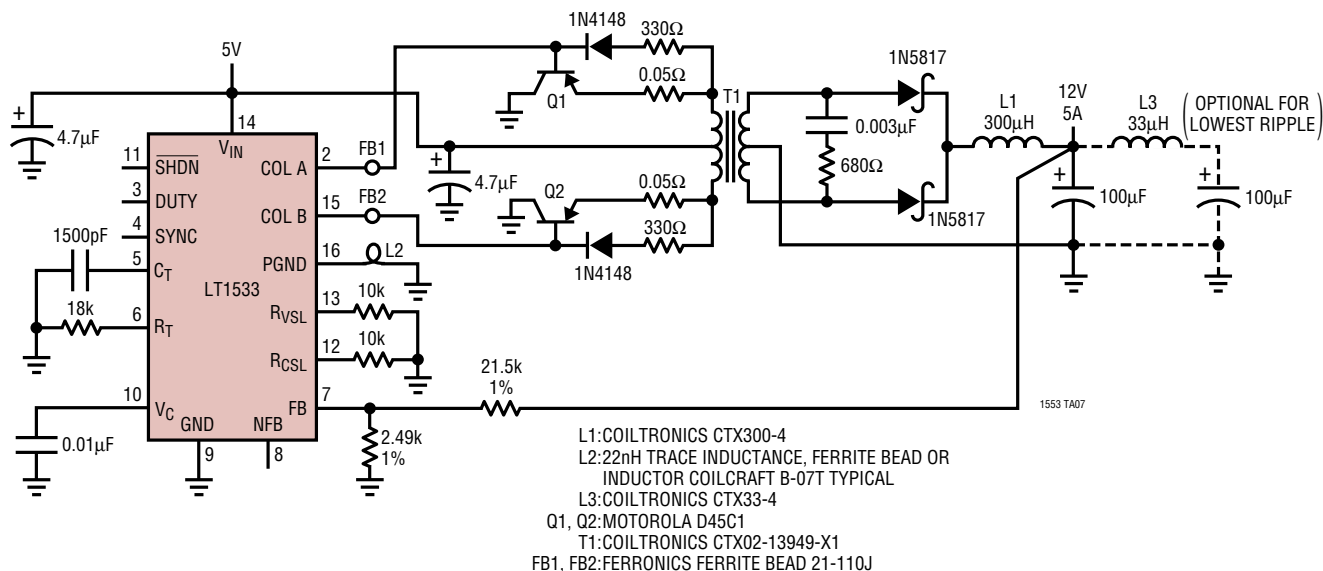 1N4148
330Ω
5V
0.05Ω
Q1
T1
1N5817
L1
300µH
12V
5A
L3
33µH
(OPTIONAL FOR
LOWEST RIPPLE)
+
4.7µF
14
VIN
11
SHDN
COL A
2
FB1
3
DUTY
+
4.7µF
Q2
0.05Ω
330Ω
1N4148
0.003µF
680Ω
1N5817
+
100µF
+
100µF
COL B
15
FB2
4
SYNC
1500pF
5
CT
PGND
16
L2
LT1533
18k
6
RT
RVSL
13
10k
RCSL
12
10k
10
VC
FB
7
21.5k
1%
1553 TA07
0.01µF
GND
NFB
9
8
2.49k
1%
L1:COILTRONICS CTX300-4
L2:22nH TRACE INDUCTANCE, FERRITE BEAD OR
INDUCTOR COILCRAFT B-07T TYPICAL
L3:COILTRONICS CTX33-4
Q1, Q2:MOTOROLA D45C1
T1:COILTRONICS CTX02-13949-X1
FB1, FB2:FERRONICS FERRITE BEAD 21-110J